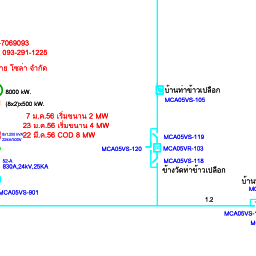 -7069093
093-291-1225
าย โซล่า จำกัด
8000 kW.
(8x2)x500 kW.
7 ม.ค.56 เริ่มขนาน 2 MW
23 ม.ค.56 เริ่มขนาน 4 MW
22 มี.ค.56 COD 8 MW
52-A
630A,24kV,25KA
MCA05VS-901
บ้านท่าข้าวเปลือก
MCA05VS-105
MCA05VS-119
MCA05VS-120
MCA05VR-103
MCA05VS-118
ข้างวัดท่าข้าวเปลือก
บ้าน
MC
1.2
MCA05VS-1
M